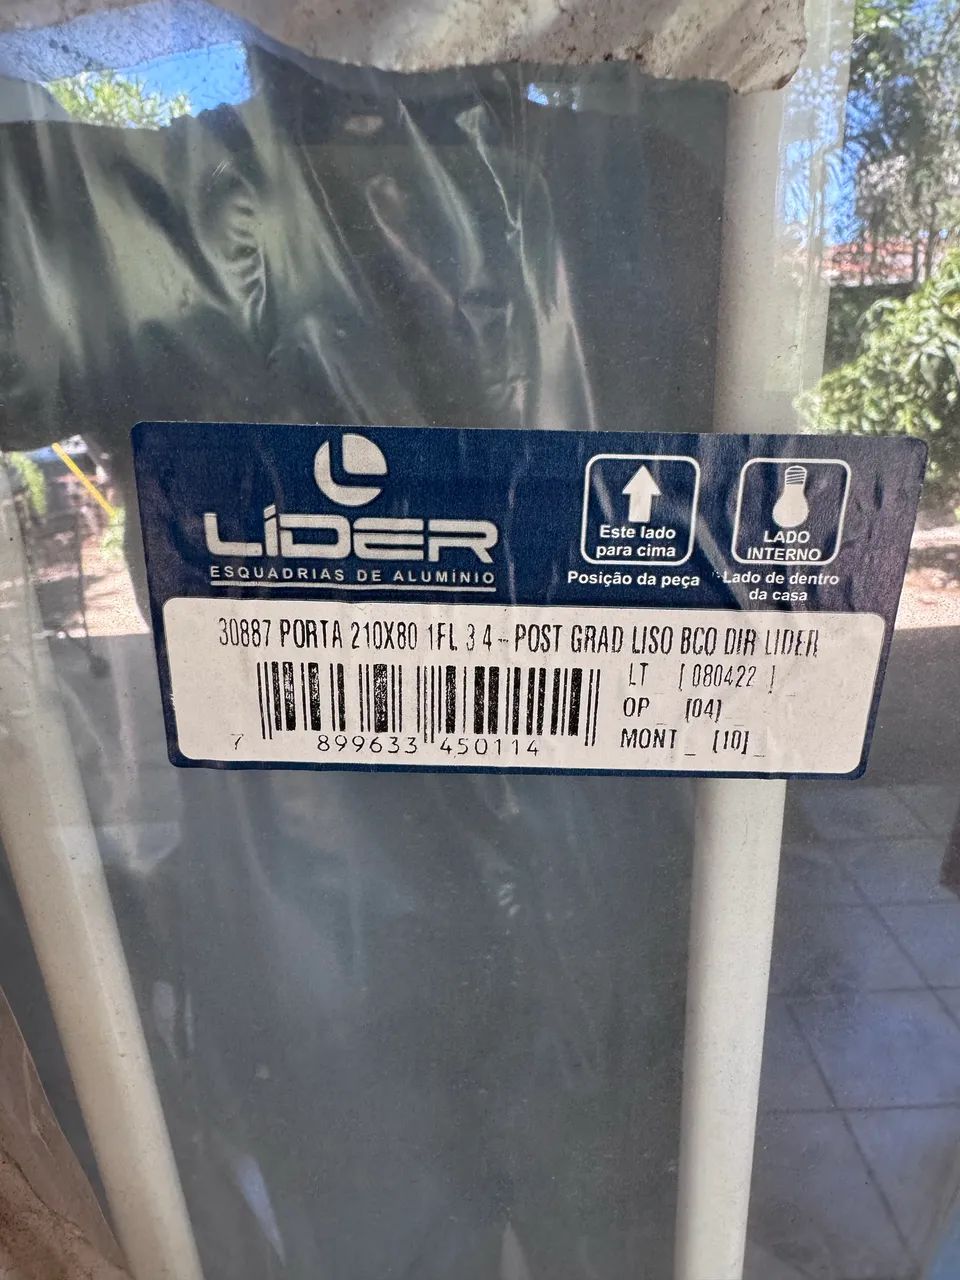 LÍDER
ESQUADRIAS DE ALUMÍNIO
Este lado
para cima
Posição da peça
LADO
INTERNO
Lado de dentro
da casa
30887 PORTA 210X80 1FL 3 4 - POST GRAD LISO BCO DIR LIDER
LT [ 080422 ]
OP _ [04] _
MONT _ [10] _
7 899633 450114